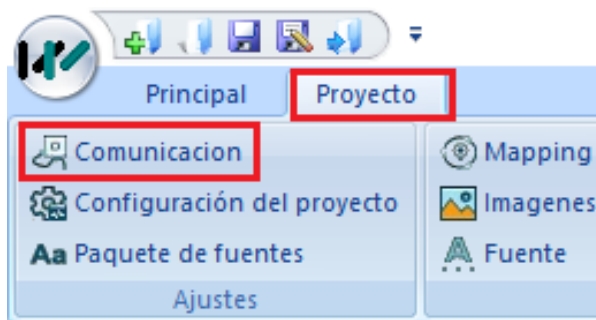 Principal Proyecto
Comunicacion Mapping
Configuración del proyecto Imagenes
Aa Paquete de fuentes Fuente
Ajustes